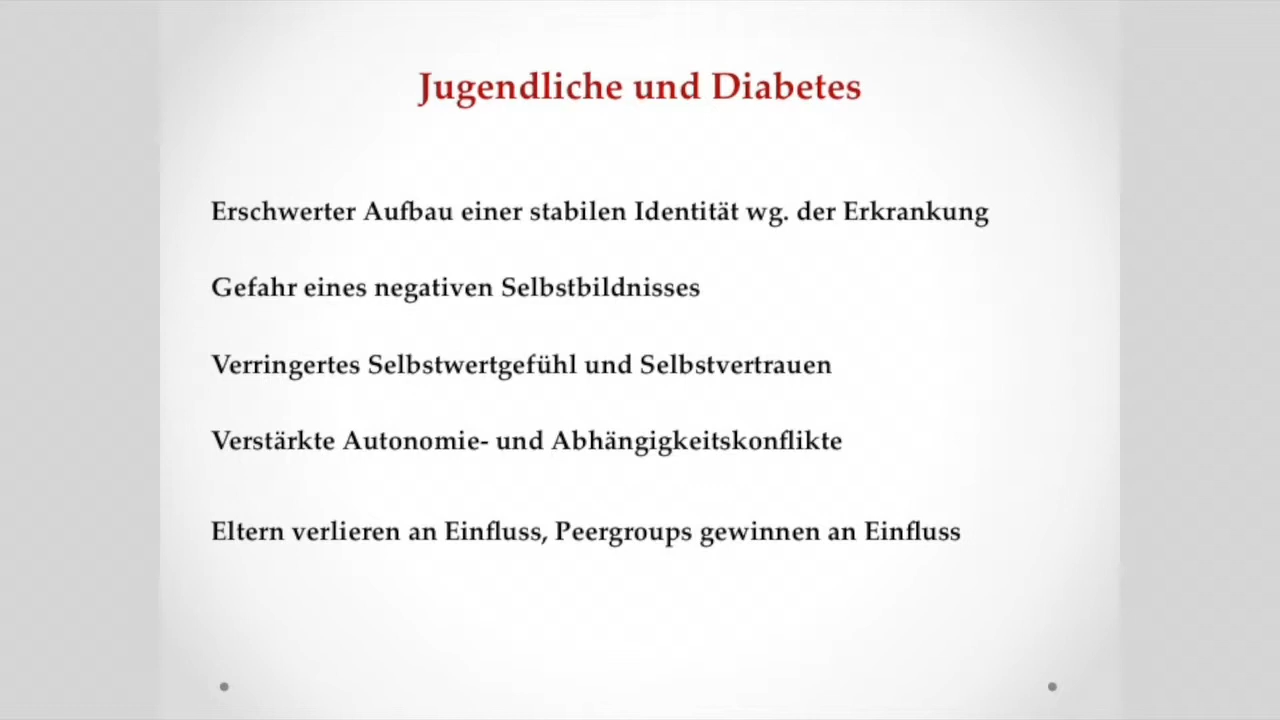 Jugendliche und Diabetes
Erschwerter Aufbau einer stabilen Identität wg. der Erkrankung
Gefahr eines negativen Selbstbildnisses
Verringertes Selbstwertgefühl und Selbstvertrauen
Verstärkte Autonomie- und Abhängigkeitskonflikte
Eltern verlieren an Einfluss, Peergroups gewinnen an Einfluss